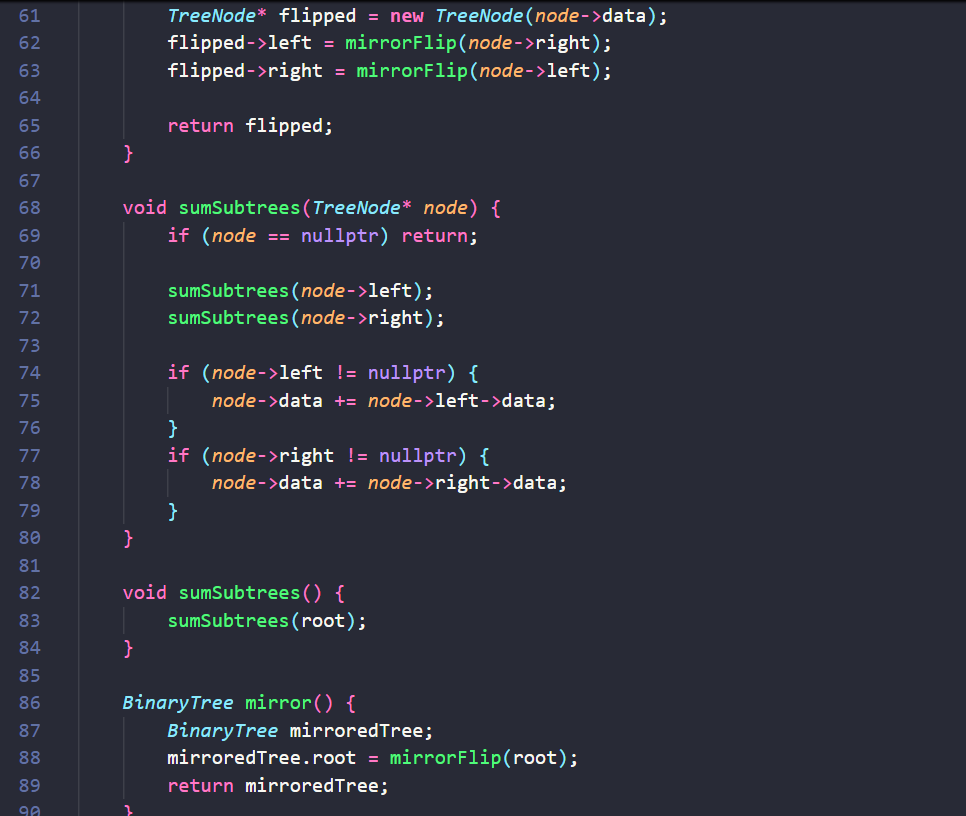 61 TreeNode* flipped = new TreeNode(node->data);
62 flipped->left = mirrorFlip(node->right);
63 flipped->right = mirrorFlip(node->left);
64
65 return flipped;
66 }
67
68 void sumSubtrees(TreeNode* node) {
69 if (node == nullptr) return;
70
71 sumSubtrees(node->left);
72 sumSubtrees(node->right);
73
74 if (node->left != nullptr) {
75 node->data += node->left->data;
76 }
77 if (node->right != nullptr) {
78 node->data += node->right->data;
79 }
80 }
81
82 void sumSubtrees() {
83 sumSubtrees(root);
84 }
85
86 BinaryTree mirror() {
87 BinaryTree mirroredTree;
88 mirroredTree.root = mirrorFlip(root);
89 return mirroredTree;
90 }